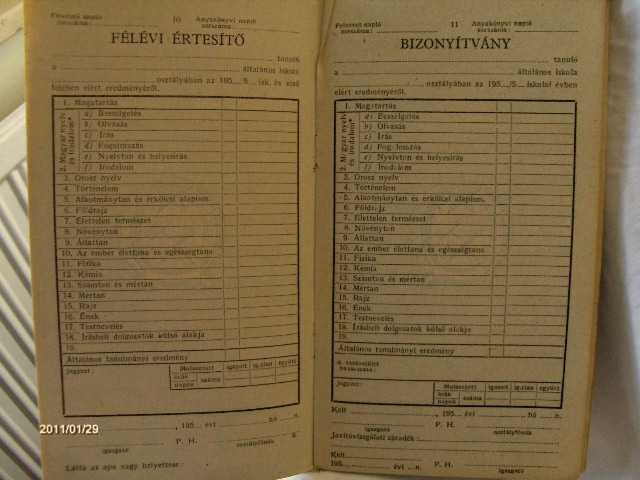 Felvételi napló
sorszáma:
10
Anyakönyvi napló
sorszáma:
FÉLÉVI ÉRTESÍTŐ
tanuló
a ... általános iskola
osztályában az 195.../5... isk. év első
felében elért eredményéről.
1. Magatartás
2. Magyar nyelv és irodalom*
a) Beszélgetés
b) Olvasás
c) Írás
d) Fogalmazás
e) Nyelvtan és helyesírás
f) Irodalom
3. Orosz nyelv
4. Történelem
5. Alkotmánytan és erkölcsi alapism.
6. Földrajz
7. Élettelen természet
8. Növénytan
9. Állattan
10. Az ember élettana és egészségtana
11. Fizika
12. Kémia
13. Számtan és mértan
14. Mértan
15. Rajz
16. Ének
17. Testnevelés
18. Írásbeli dolgozatok külső alakja
19.
Általános tanulmányi eredmény
Jegyzet:
Mulasztott igazolt ig.tlan együtt
órák
napok
száma
, 195... évi ... hó ... n.
P. H.
igazgató
osztályfőnök
Látta az apa vagy helyettese:
2011/01/29
Felvételi napló
sorszáma:
11
Anyakönyvi napló
sorszáma:
BIZONYÍTVÁNY
tanuló
a ... általános iskola
osztályában az 195.../5... iskolai évben
elért eredményéről.
1. Magatartás
2. Magyar nyelv és irodalom*
a) Beszélgetés
b) Olvasás
c) Írás
d) Fogalmazás
e) Nyelvtan és helyesírás
f) Irodalom
3. Orosz nyelv
4. Történelem
5. Alkotmánytan és erkölcsi alapism.
6. Földrajz
7. Élettelen természet
8. Növénytan
9. Állattan
10. Az ember élettana és egészségtana
11. Fizika
12. Kémia
13. Számtan és mértan
14. Mértan
15. Rajz
16. Ének
17. Testnevelés
18. Írásbeli dolgozatok külső alakja
19.
Általános tanulmányi eredmény
A tanártestület
határozata:
Jegyzet:
Mulasztott igazolt ig.tlan együtt
órák
napok
száma
Kelt ..., 195... évi ... hó ... n.
P. H.
igazgató
osztályfőnök
Javítóvizsgálati záradék:
Kelt
195... évi ... n. P. H.
igazgató